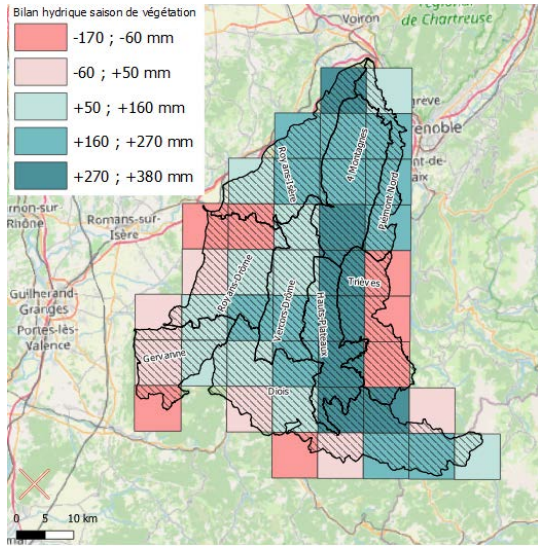 Bilan hydrique saison de végétation
-170 ; -60 mm
-60 ; +50 mm
+50 ; +160 mm
+160 ; +270 mm
+270 ; +380 mm
régional
de Chartreuse
Voiron
Royans-Isère
4 Montagnes
Piémont-Nord
Romans-sur-
Isère
Royans-Drôme
Vercors-Drôme
Hauts-Plateaux
Trièves
Guilherand-
Granges
Portes-lès-
Valence
Gervanne
Diois
0 5 10 km